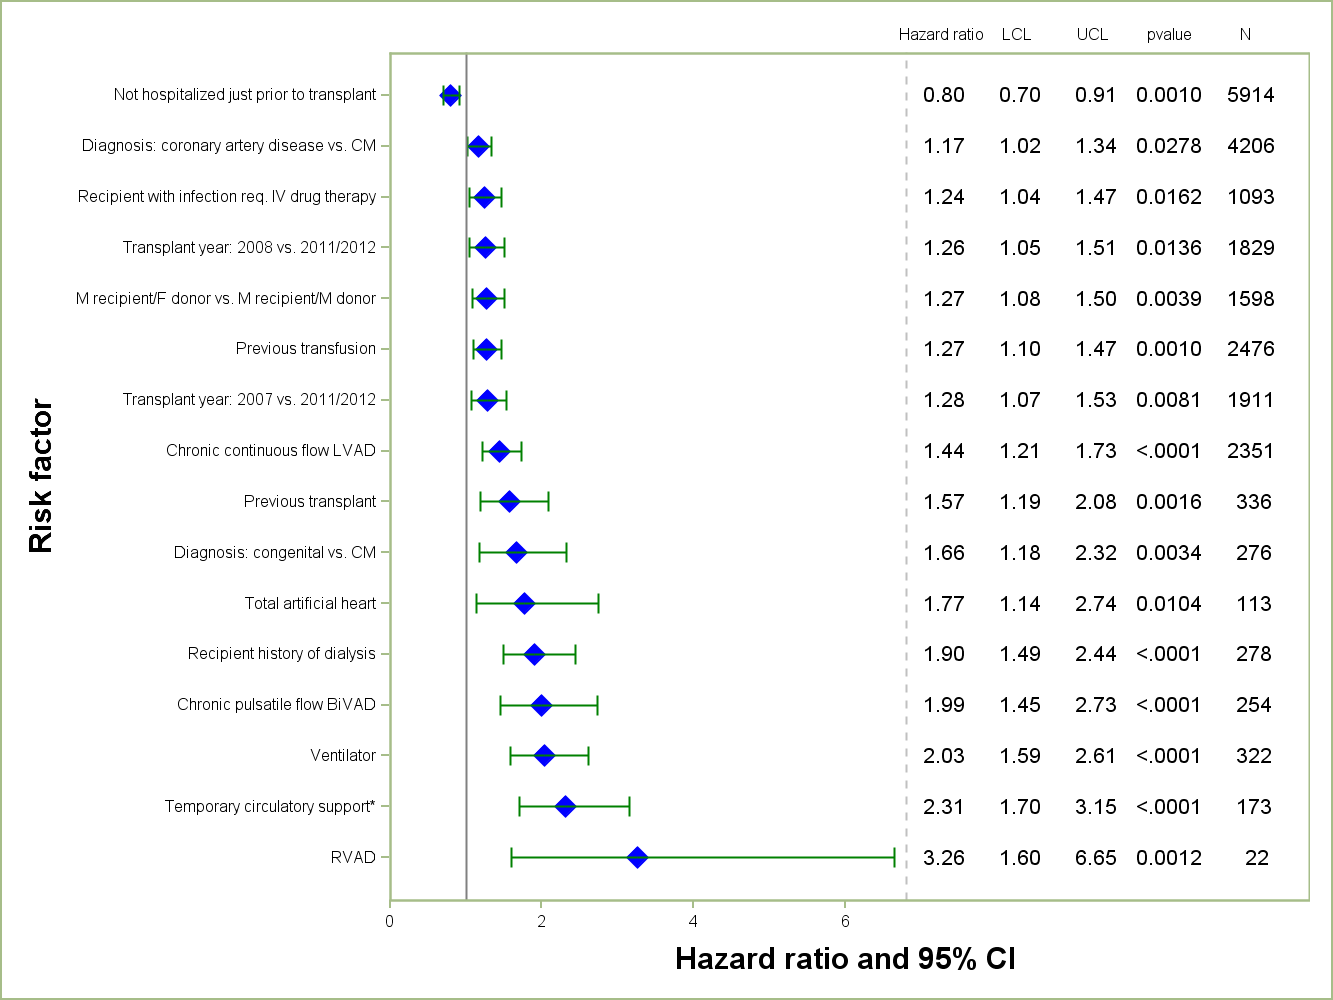 Hazard ratio LCL UCL pvalue N
Not hospitalized just prior to transplant 0.80 0.70 0.91 0.0010 5914
Diagnosis: coronary artery disease vs. CM 1.17 1.02 1.34 0.0278 4206
Recipient with infection req. IV drug therapy 1.24 1.04 1.47 0.0162 1093
Transplant year: 2008 vs. 2011/2012 1.26 1.05 1.51 0.0136 1829
M recipient/F donor vs. M recipient/M donor 1.27 1.08 1.50 0.0039 1598
Previous transfusion 1.27 1.10 1.47 0.0010 2476
Transplant year: 2007 vs. 2011/2012 1.28 1.07 1.53 0.0081 1911
Chronic continuous flow LVAD 1.44 1.21 1.73 <.0001 2351
Previous transplant 1.57 1.19 2.08 0.0016 336
Diagnosis: congenital vs. CM 1.66 1.18 2.32 0.0034 276
Total artificial heart 1.77 1.14 2.74 0.0104 113
Recipient history of dialysis 1.90 1.49 2.44 <.0001 278
Chronic pulsatile flow BiVAD 1.99 1.45 2.73 <.0001 254
Ventilator 2.03 1.59 2.61 <.0001 322
Temporary circulatory support* 2.31 1.70 3.15 <.0001 173
RVAD 3.26 1.60 6.65 0.0012 22
Risk factor
0 2 4 6
Hazard ratio and 95% CI